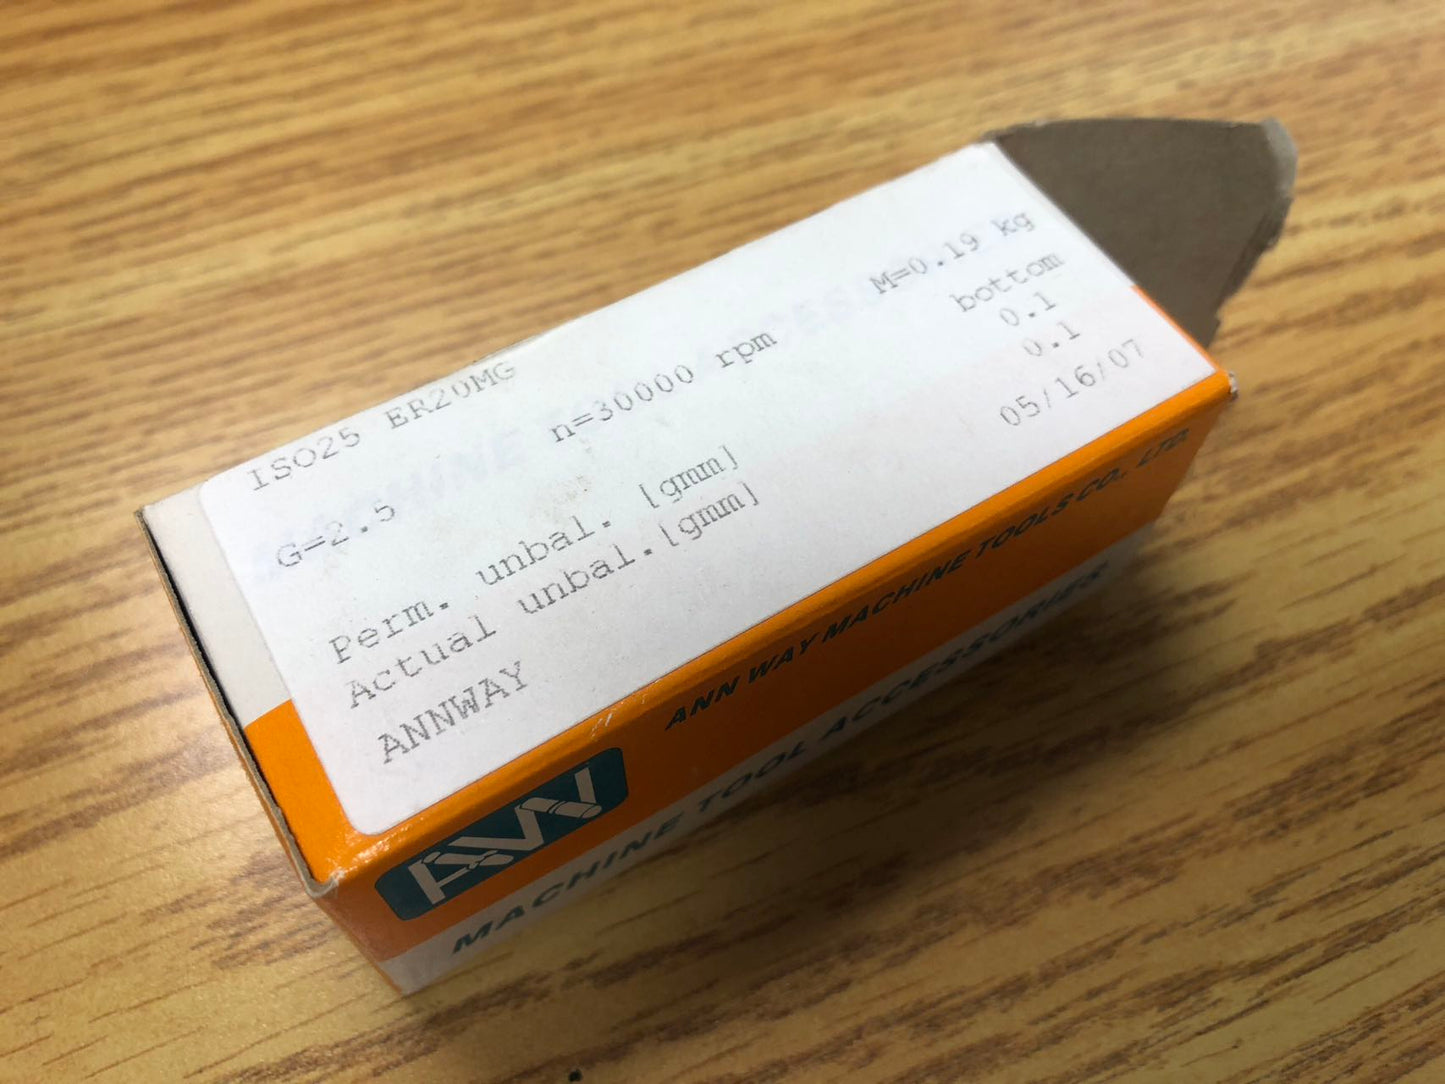 ISO25 ER20MG
G=2.5 n=30000 rpm M=0.19 kg
bottom
Perm. unbal. [gmm] 0.1
Actual unbal.[gmm] 0.1
ANNWAY 05/16/07
AW
ANN WAY MACHINE TOOLS CO., LTD.
MACHINE TOOL ACCESSORIES